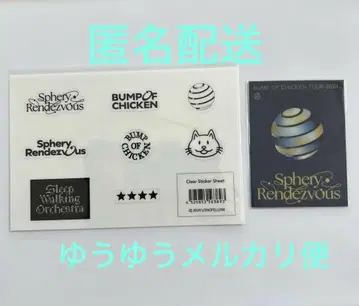 匿名配送
Sphery
Rendezvous
BUMP OF
CHICKEN
Sphery
Rendezvous
BUMP
OF
CHICKEN
Sleep
Walking
Orchestra
★★★★
Clear Sticker Sheet
BUMP OF CHICKEN TOUR 2024
Sphery
Rendezvous
ゆうゆうメルカリ便